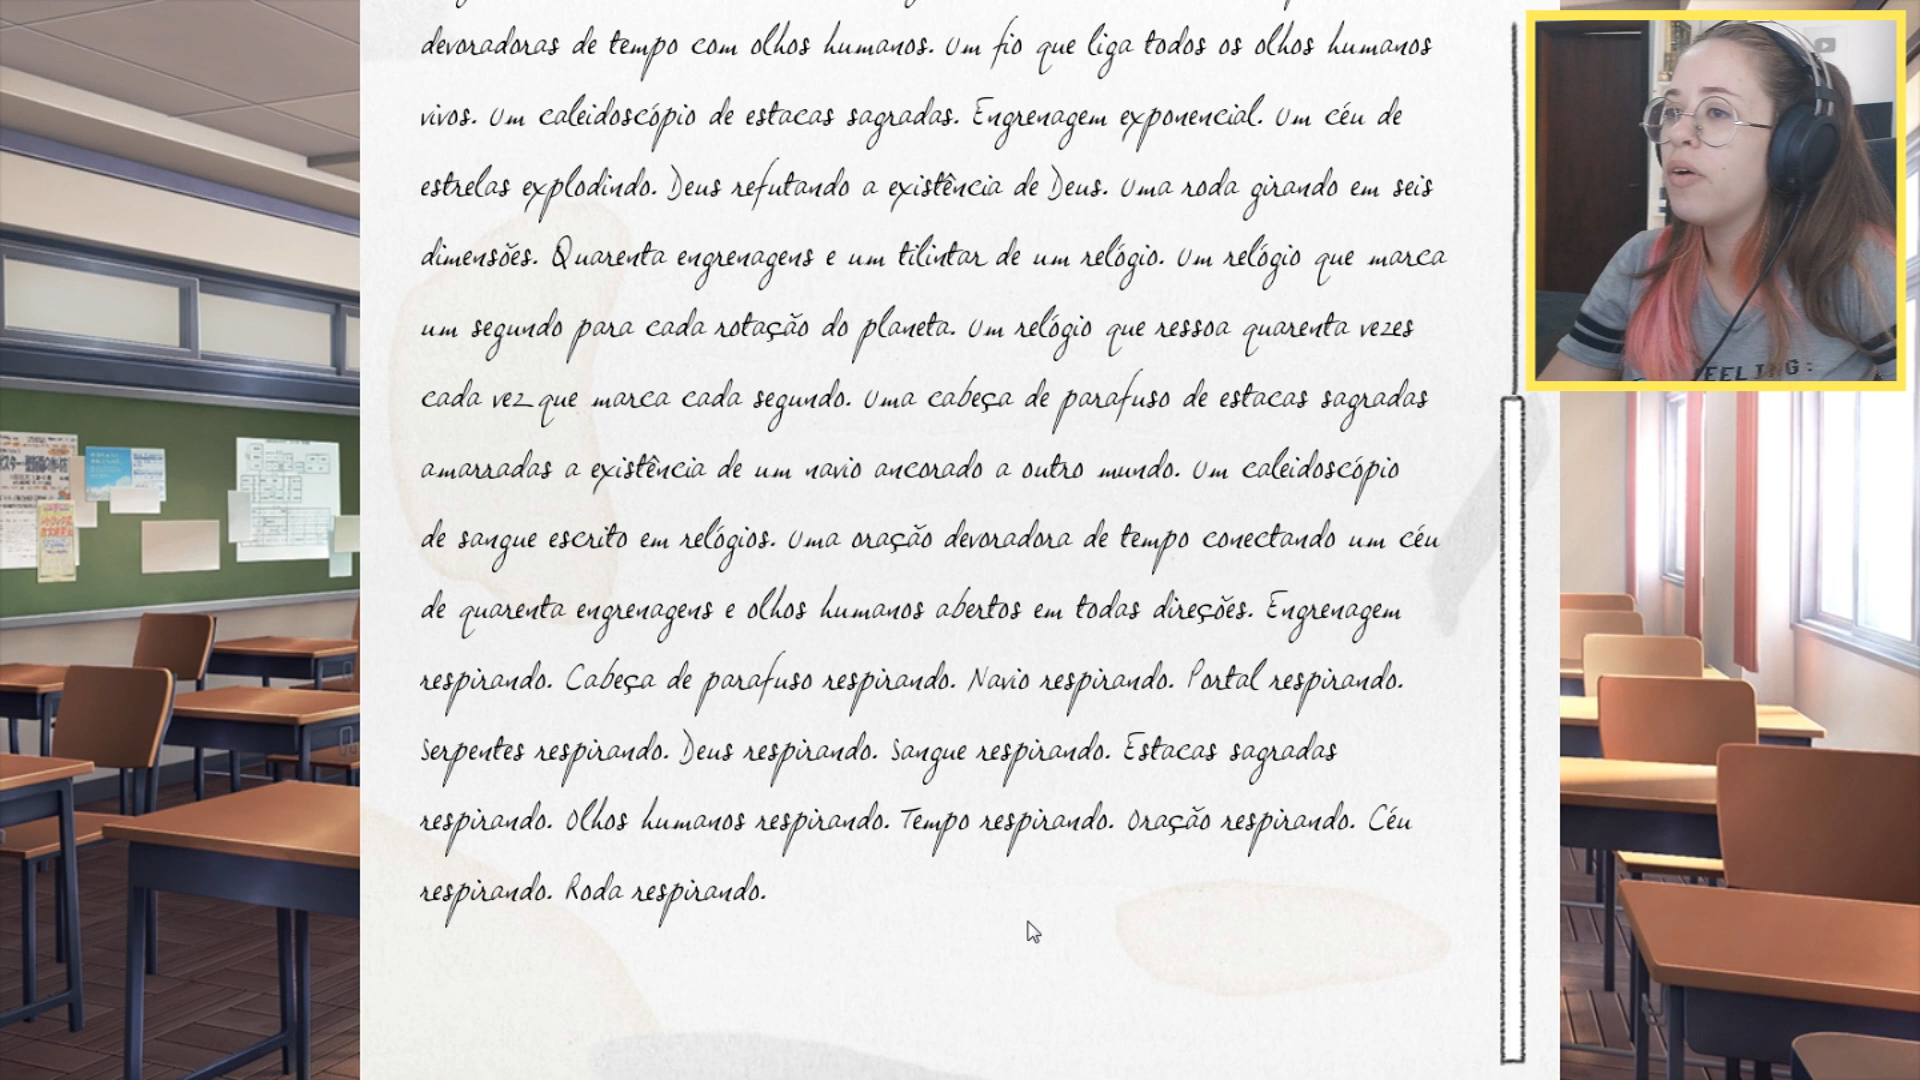 devoradoras de tempo com olhos humanos. Um fio que liga todos os olhos humanos
vivos. Um caleidoscópio de estacas sagradas. Engrenagem exponencial. Um céu de
estrelas explodindo. Deus refutando a existência de Deus. Uma roda girando em seis
dimensões. Quarenta engrenagens e um tilintar de um relógio. Um relógio que marca
um segundo para cada rotação do planeta. Um relógio que ressoa quarenta vezes
cada vez que marca cada segundo. Uma cabeça de parafuso de estacas sagradas
amarradas a existência de um navio ancorado a outro mundo. Um caleidoscópio
de sangue escrito em relógios. Uma oração devoradora de tempo conectando um céu
de quarenta engrenagens e olhos humanos abertos em todas direções. Engrenagem
respirando. Cabeça de parafuso respirando. Navio respirando. Portal respirando.
Serpentes respirando. Deus respirando. Sangue respirando. Estacas sagradas
respirando. Olhos humanos respirando. Tempo respirando. Oração respirando. Céu
respirando. Roda respirando.
FEELING: